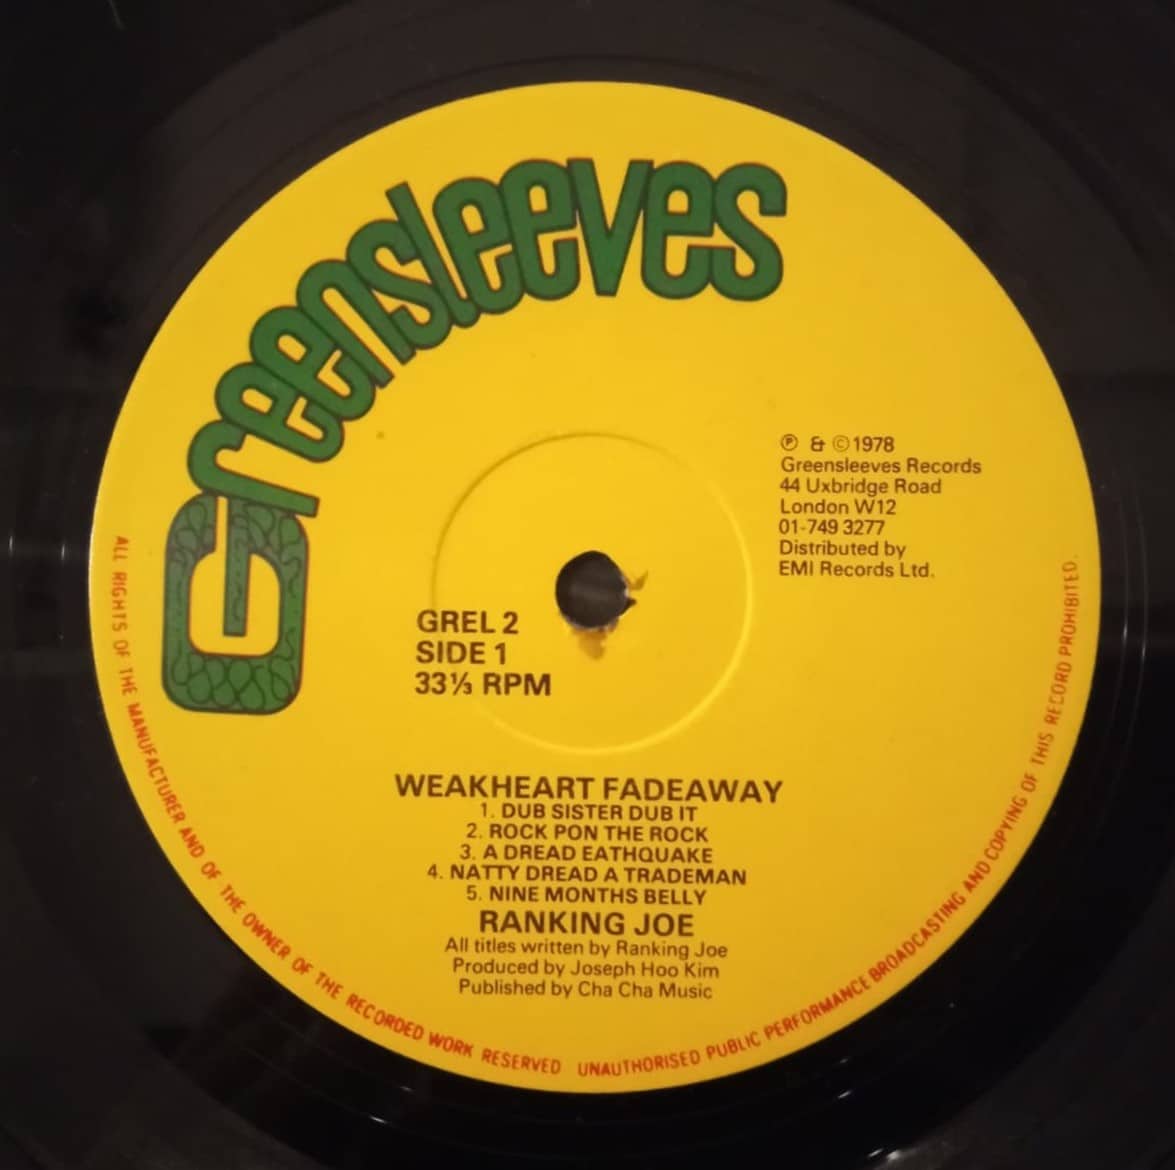 Greensleeves
℗ & © 1978
Greensleeves Records
44 Uxbridge Road
London W12
01-749 3277
Distributed by
EMI Records Ltd.
GREL 2
SIDE 1
33⅓ RPM
WEAKHEART FADEAWAY
1. DUB SISTER DUB IT
2. ROCK PON THE ROCK
3. A DREAD EATHQUAKE
4. NATTY DREAD A TRADEMAN
5. NINE MONTHS BELLY
RANKING JOE
All titles written by Ranking Joe
Produced by Joseph Hoo Kim
Published by Cha Cha Music
ALL RIGHTS OF THE MANUFACTURER AND OF THE OWNER OF THE RECORDED WORK RESERVED UNAUTHORISED PUBLIC PERFORMANCE BROADCASTING AND COPYING OF THIS RECORD PROHIBITED.